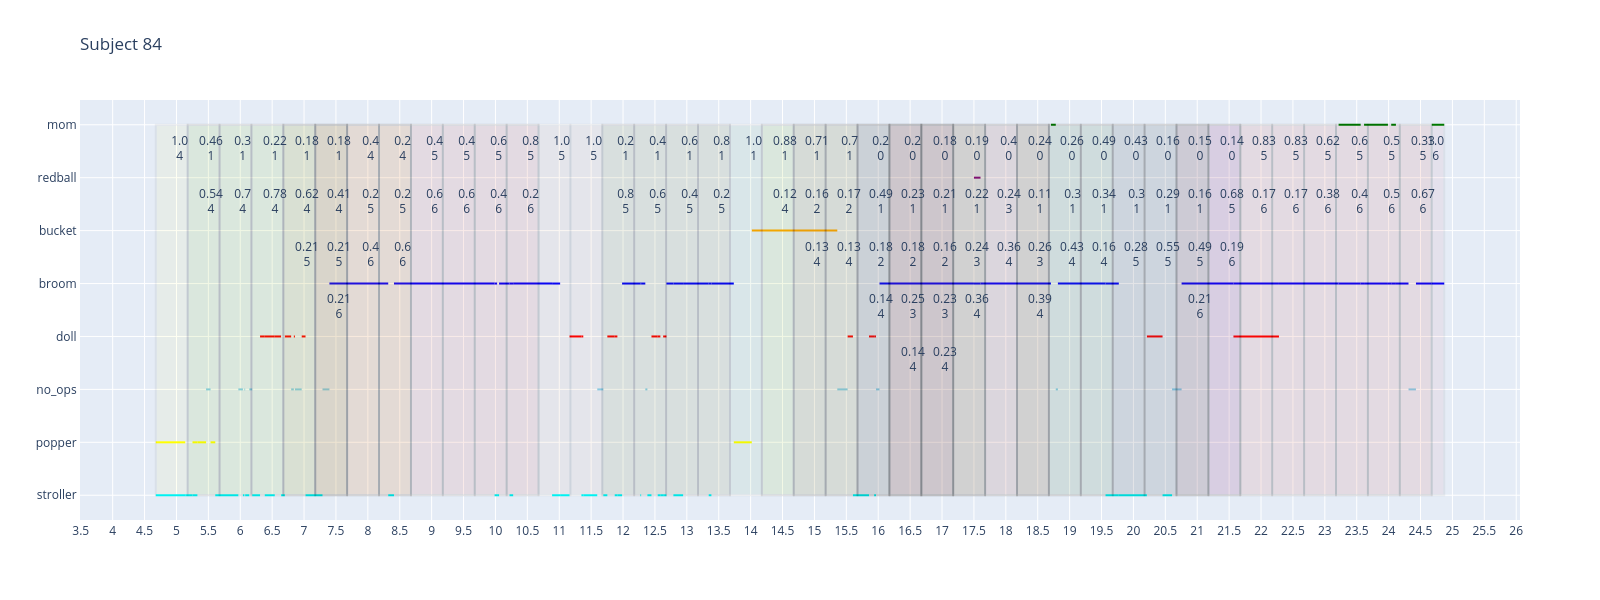 Subject 84
mom
1.0 0.46 0.3 0.22 0.18 0.18 0.4 0.2 0.4 0.4 0.6 0.8 1.0 1.0 0.2 0.4 0.6 0.8 1.0 0.88 0.71 0.7 0.2 0.2 0.18 0.19 0.4 0.24 0.26 0.49 0.43 0.16 0.15 0.14 0.83 0.83 0.62 0.6 0.5 0.33 1.0
4 1 1 1 1 1 4 4 5 5 5 5 5 5 1 1 1 1 1 1 1 1 0 0 0 0 0 0 0 0 0 0 0 0 5 5 5 5 5 5 6
redball
0.54 0.7 0.78 0.62 0.41 0.2 0.2 0.6 0.6 0.4 0.2 0.8 0.6 0.4 0.2 0.12 0.16 0.17 0.49 0.23 0.21 0.22 0.24 0.11 0.3 0.34 0.3 0.29 0.16 0.68 0.17 0.17 0.38 0.4 0.5 0.67
4 4 4 4 4 5 5 6 6 6 6 5 5 5 5 4 2 2 1 1 1 1 3 1 1 1 1 1 1 5 6 6 6 6 6 6
bucket
0.21 0.21 0.4 0.6 0.13 0.13 0.18 0.18 0.16 0.24 0.36 0.26 0.43 0.16 0.28 0.55 0.49 0.19
5 5 6 6 4 4 2 2 2 3 4 3 4 4 5 5 5 6
broom
0.21 0.14 0.25 0.23 0.36 0.39 0.21
6 4 3 3 4 4 6
doll
0.14 0.23
4 4
no_ops
popper
stroller
3.5 4 4.5 5 5.5 6 6.5 7 7.5 8 8.5 9 9.5 10 10.5 11 11.5 12 12.5 13 13.5 14 14.5 15 15.5 16 16.5 17 17.5 18 18.5 19 19.5 20 20.5 21 21.5 22 22.5 23 23.5 24 24.5 25 25.5 26